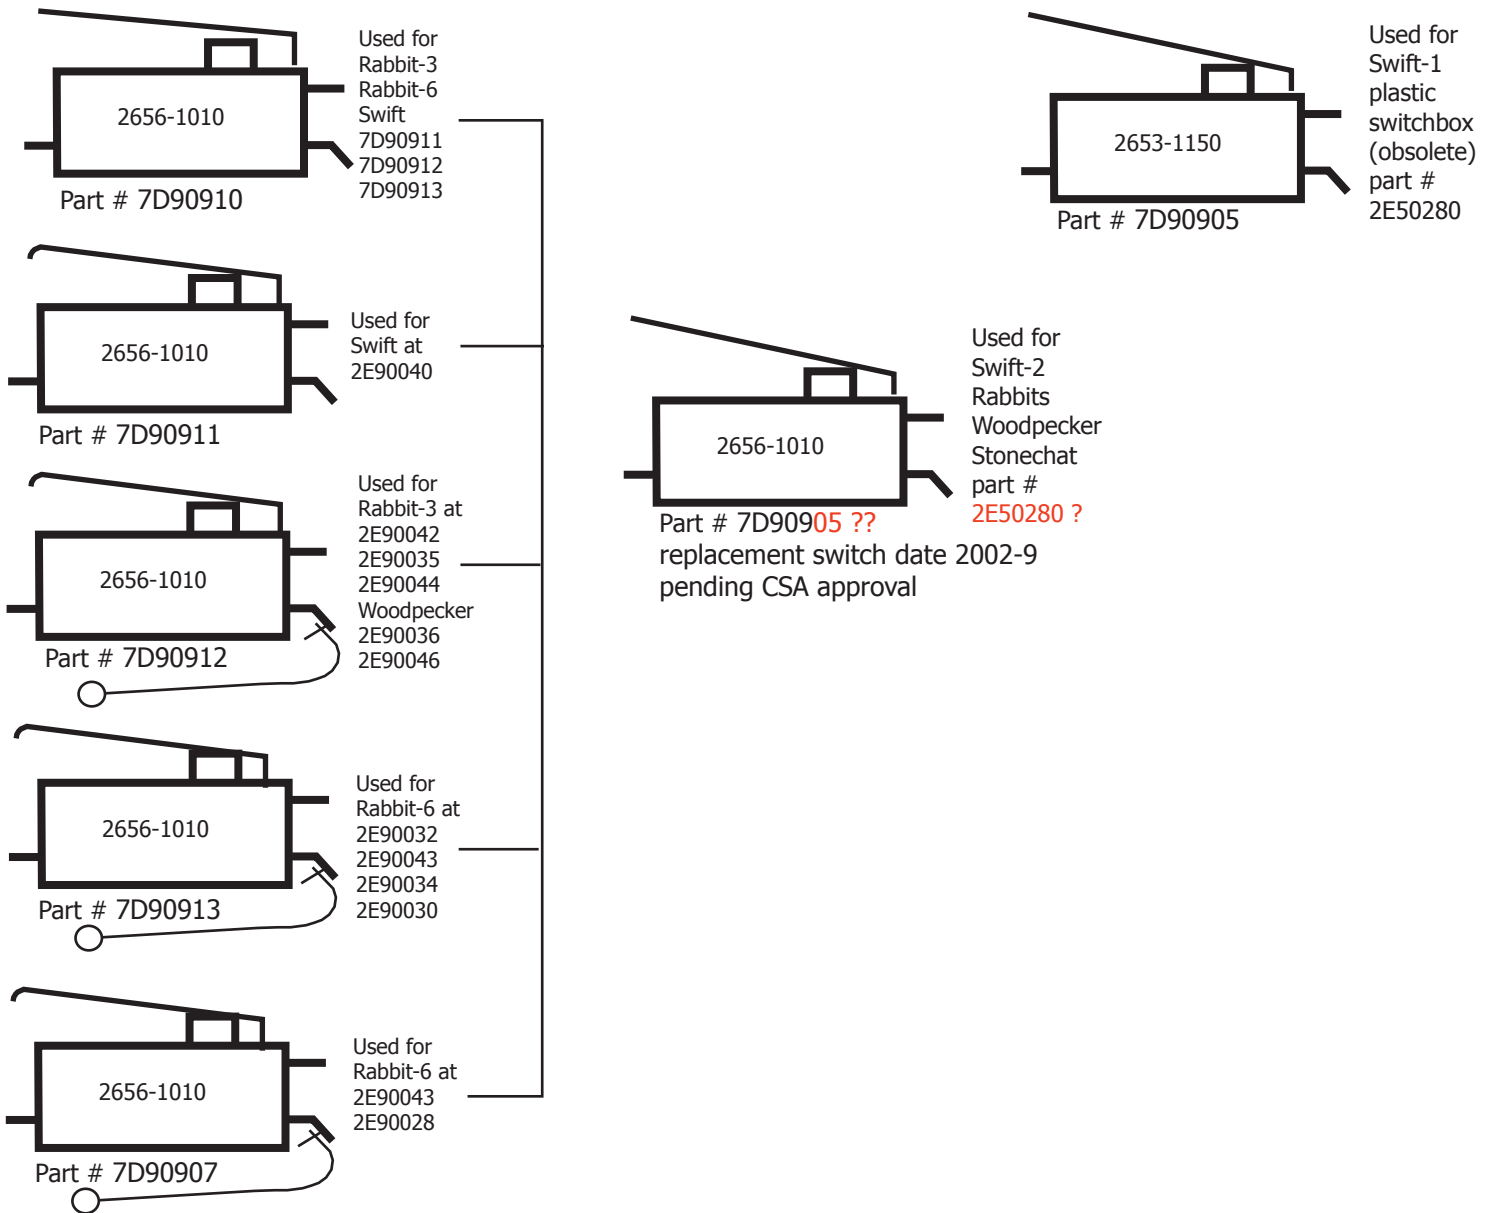 2656-1010
Part # 7D90910
Used for
Rabbit-3
Rabbit-6
Swift
7D90911
7D90912
7D90913
2656-1010
Part # 7D90911
Used for
Swift at
2E90040
2656-1010
Part # 7D90912
Used for
Rabbit-3 at
2E90042
2E90035
2E90044
Woodpecker
2E90036
2E90046
2656-1010
Part # 7D90913
Used for
Rabbit-6 at
2E90032
2E90043
2E90034
2E90030
2656-1010
Part # 7D90907
Used for
Rabbit-6 at
2E90043
2E90028
2656-1010
Part # 7D90905 ??
replacement switch date 2002-9
pending CSA approval
Used for
Swift-2
Rabbits
Woodpecker
Stonechat
part #
2E50280 ?
2653-1150
Part # 7D90905
Used for
Swift-1
plastic
switchbox
(obsolete)
part #
2E50280